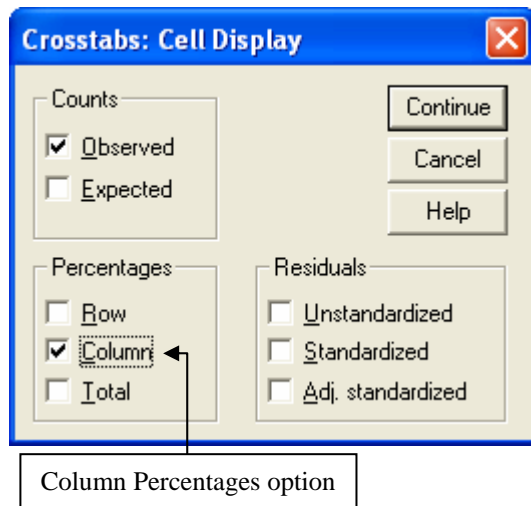 Crosstabs: Cell Display
Counts
Observed
Expected
Continue
Cancel
Help
Percentages
Row
Column
Total
Residuals
Unstandardized
Standardized
Adj. standardized
Column Percentages option